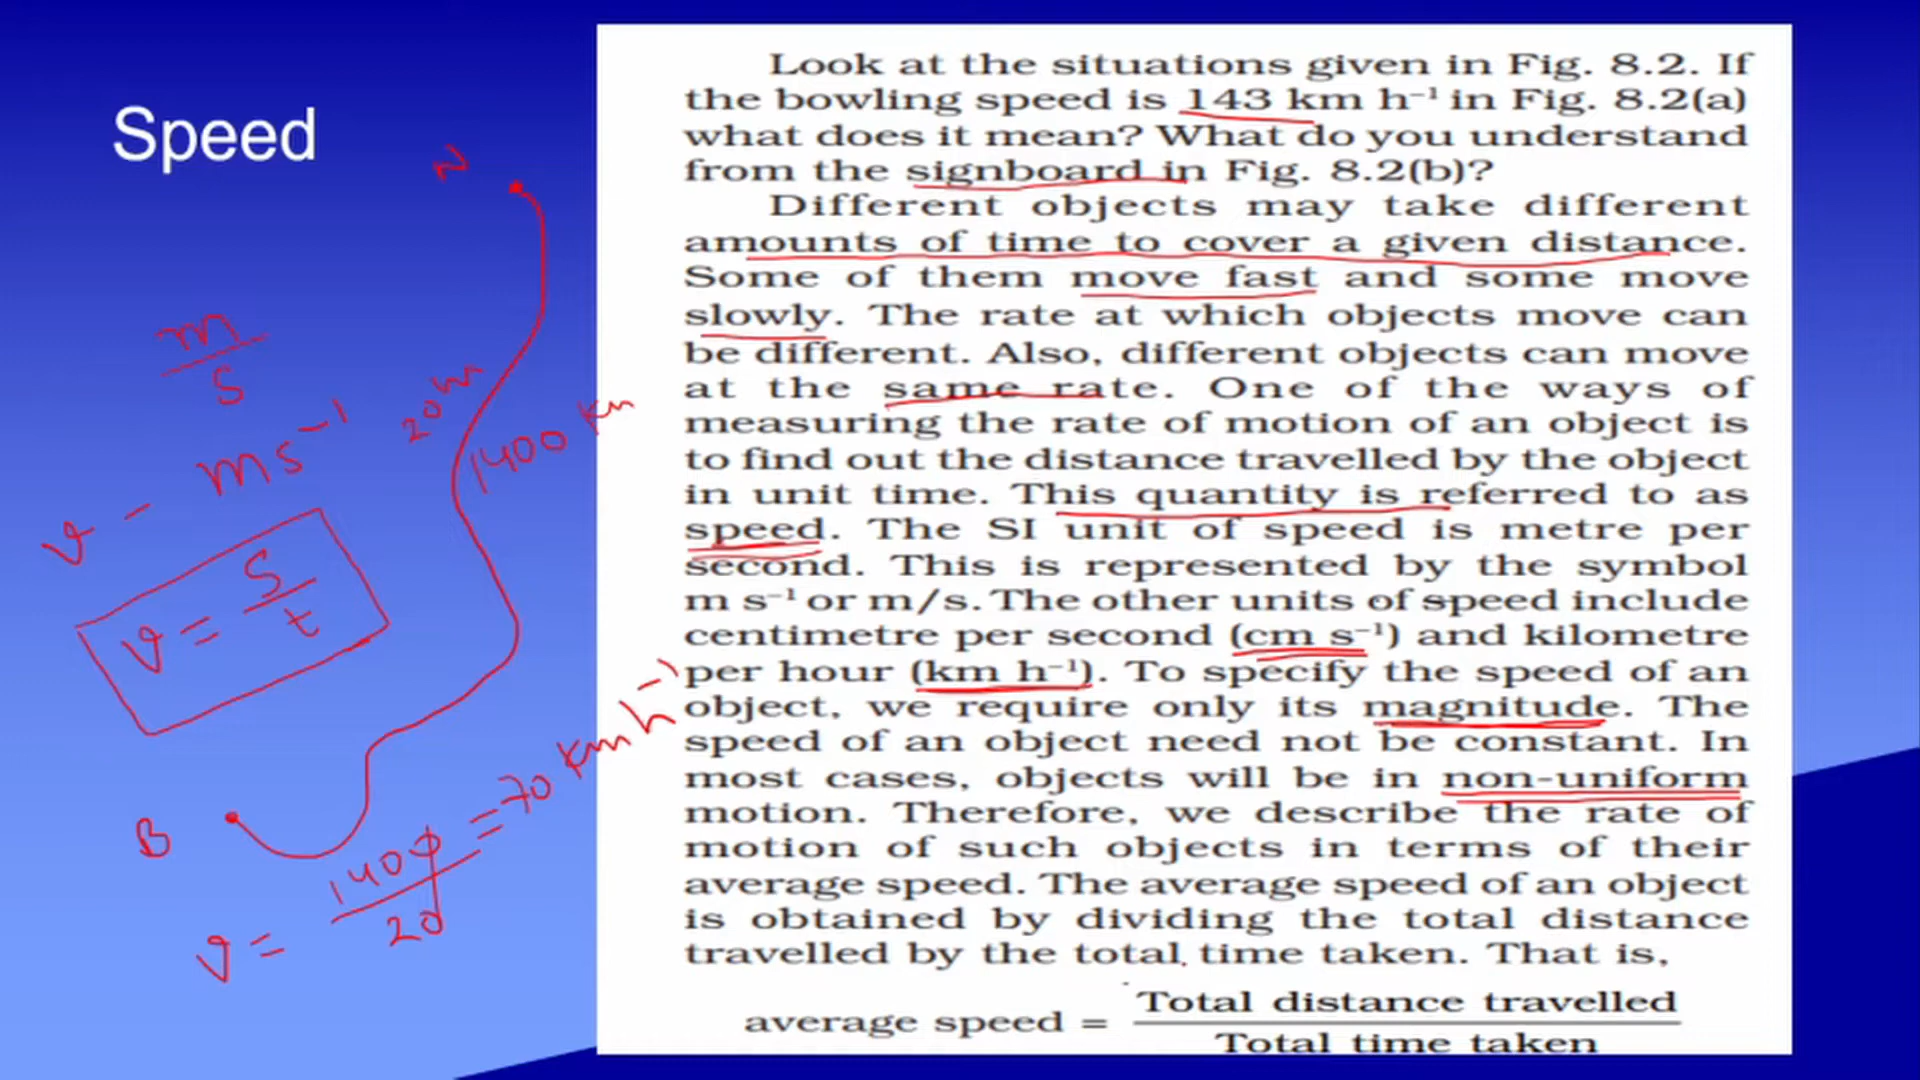 Speed
N
m/s
v - ms⁻¹
v = s/t
20 h
1400 km
B
v = 1400/20 = 70 km h⁻¹
Look at the situations given in Fig. 8.2. If
the bowling speed is 143 km h⁻¹ in Fig. 8.2(a)
what does it mean? What do you understand
from the signboard in Fig. 8.2(b)?
Different objects may take different
amounts of time to cover a given distance.
Some of them move fast and some move
slowly. The rate at which objects move can
be different. Also, different objects can move
at the same rate. One of the ways of
measuring the rate of motion of an object is
to find out the distance travelled by the object
in unit time. This quantity is referred to as
speed. The SI unit of speed is metre per
second. This is represented by the symbol
m s⁻¹ or m/s. The other units of speed include
centimetre per second (cm s⁻¹) and kilometre
per hour (km h⁻¹). To specify the speed of an
object, we require only its magnitude. The
speed of an object need not be constant. In
most cases, objects will be in non-uniform
motion. Therefore, we describe the rate of
motion of such objects in terms of their
average speed. The average speed of an object
is obtained by dividing the total distance
travelled by the total time taken. That is,
average speed = Total distance travelled
Total time taken